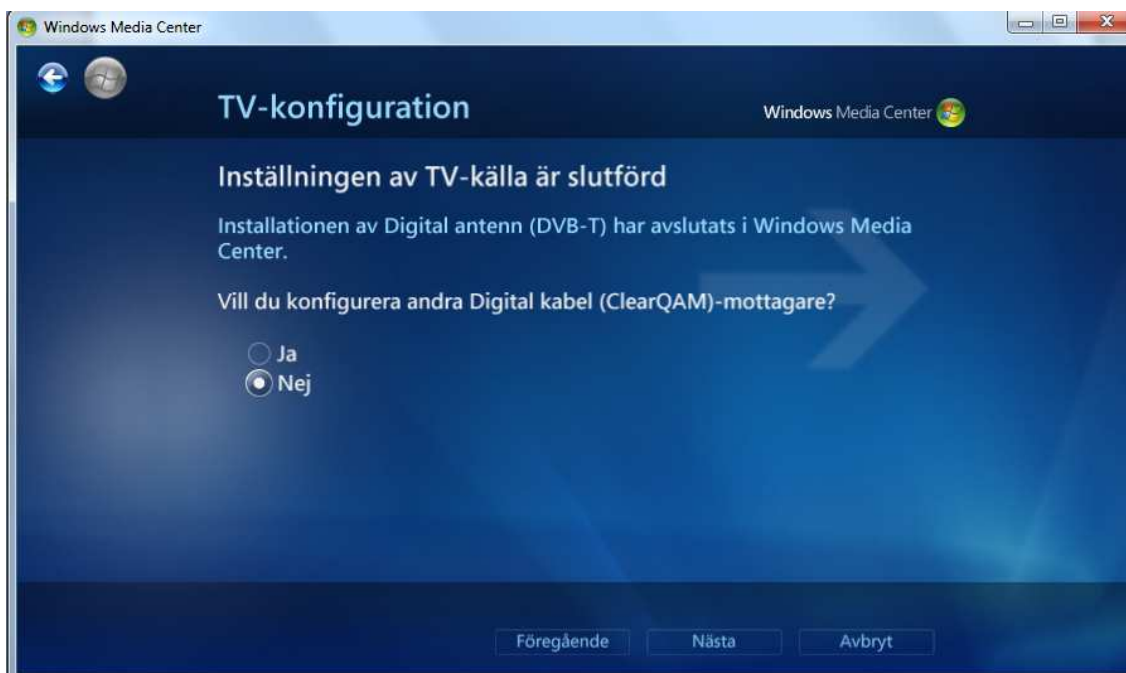 Windows Media Center
TV-konfiguration
Windows Media Center
Inställningen av TV-källa är slutförd
Installationen av Digital antenn (DVB-T) har avslutats i Windows Media
Center.
Vill du konfigurera andra Digital kabel (ClearQAM)-mottagare?
Ja
Nej
Föregående
Nästa
Avbryt